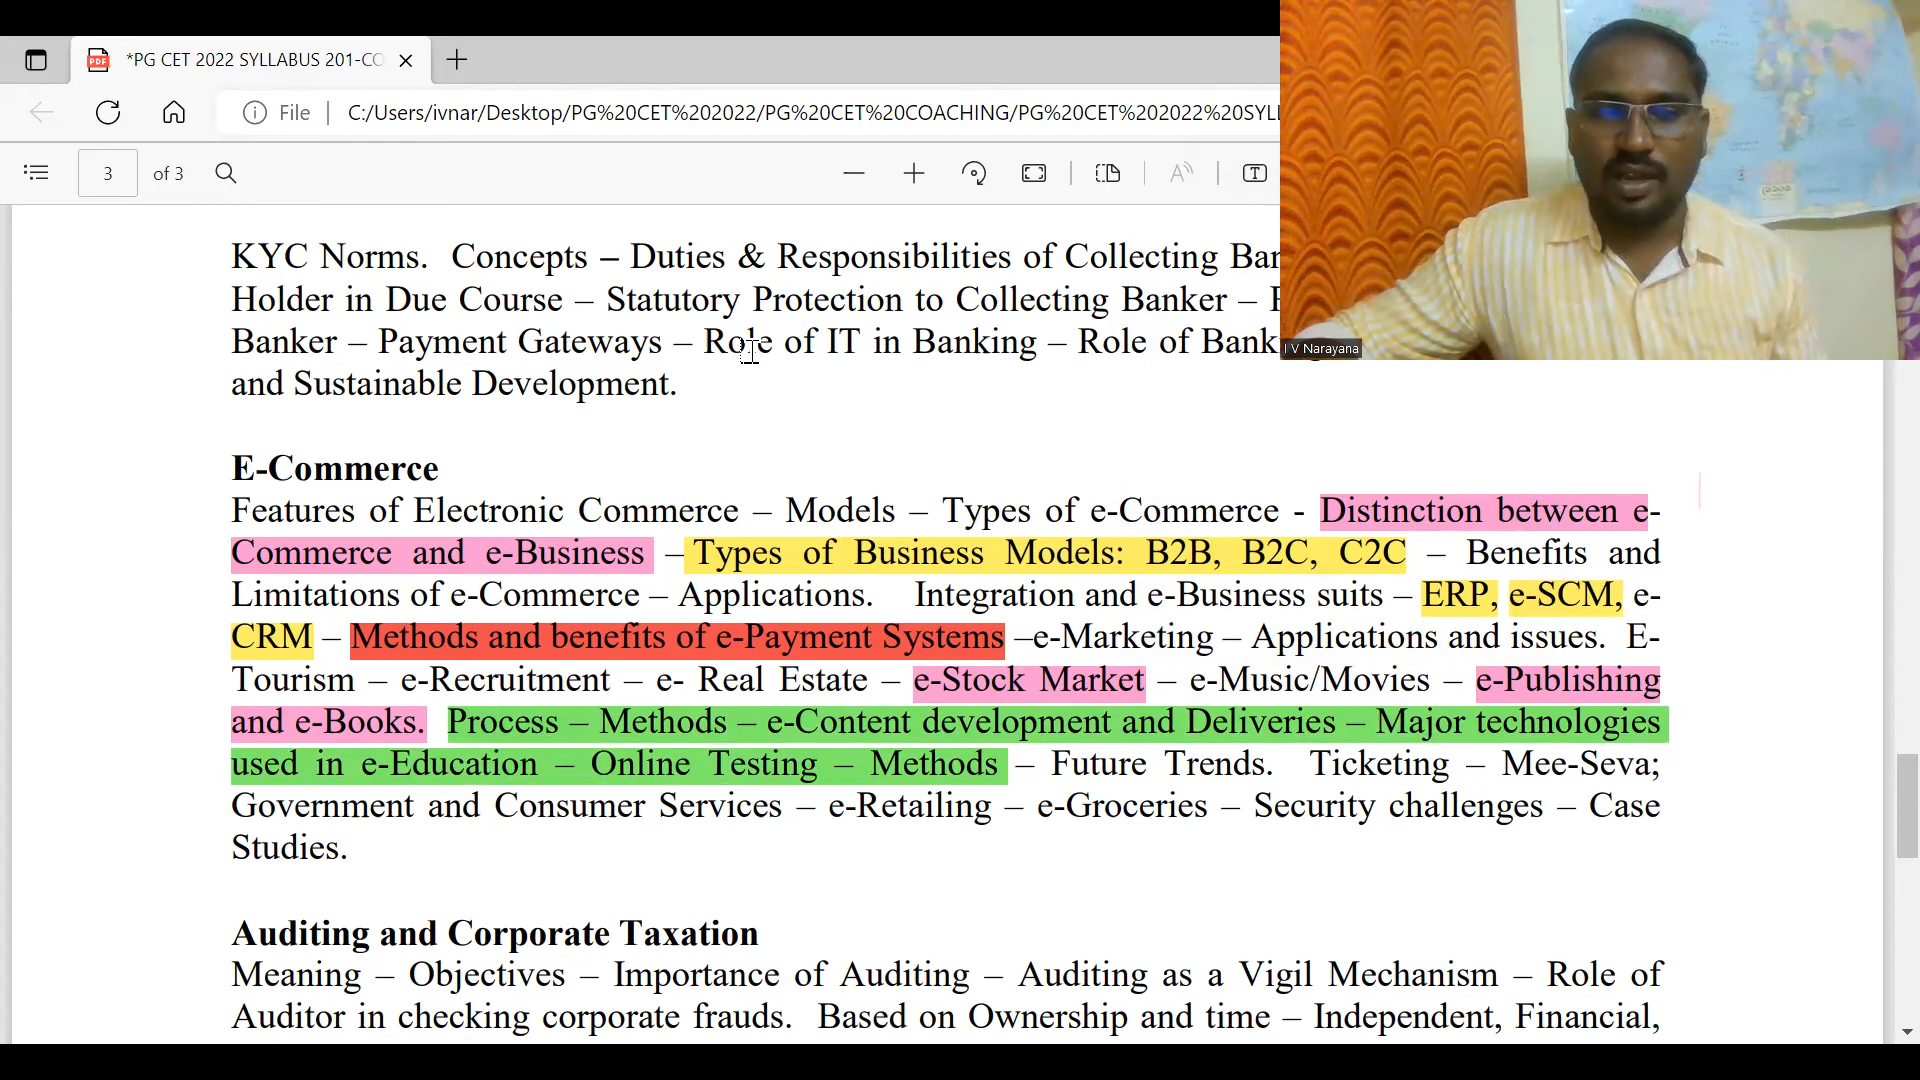 *PG CET 2022 SYLLABUS 201-CO
File
C:/Users/ivnar/Desktop/PG%20CET%202022/PG%20CET%20COACHING/PG%20CET%202022%20SYL
3 of 3
I V Narayana
KYC Norms. Concepts – Duties & Responsibilities of Collecting
Holder in Due Course – Statutory Protection to Collecting Banker –
Banker – Payment Gateways – Role of IT in Banking – Role of
and Sustainable Development.
E-Commerce
Features of Electronic Commerce – Models – Types of e-Commerce - Distinction between e-
Commerce and e-Business – Types of Business Models: B2B, B2C, C2C – Benefits and
Limitations of e-Commerce – Applications. Integration and e-Business suits – ERP, e-SCM, e-
CRM – Methods and benefits of e-Payment Systems –e-Marketing – Applications and issues. E-
Tourism – e-Recruitment – e- Real Estate – e-Stock Market – e-Music/Movies – e-Publishing
and e-Books. Process – Methods – e-Content development and Deliveries – Major technologies
used in e-Education – Online Testing – Methods – Future Trends. Ticketing – Mee-Seva;
Government and Consumer Services – e-Retailing – e-Groceries – Security challenges – Case
Studies.
Auditing and Corporate Taxation
Meaning – Objectives – Importance of Auditing – Auditing as a Vigil Mechanism – Role of
Auditor in checking corporate frauds. Based on Ownership and time – Independent, Financial,